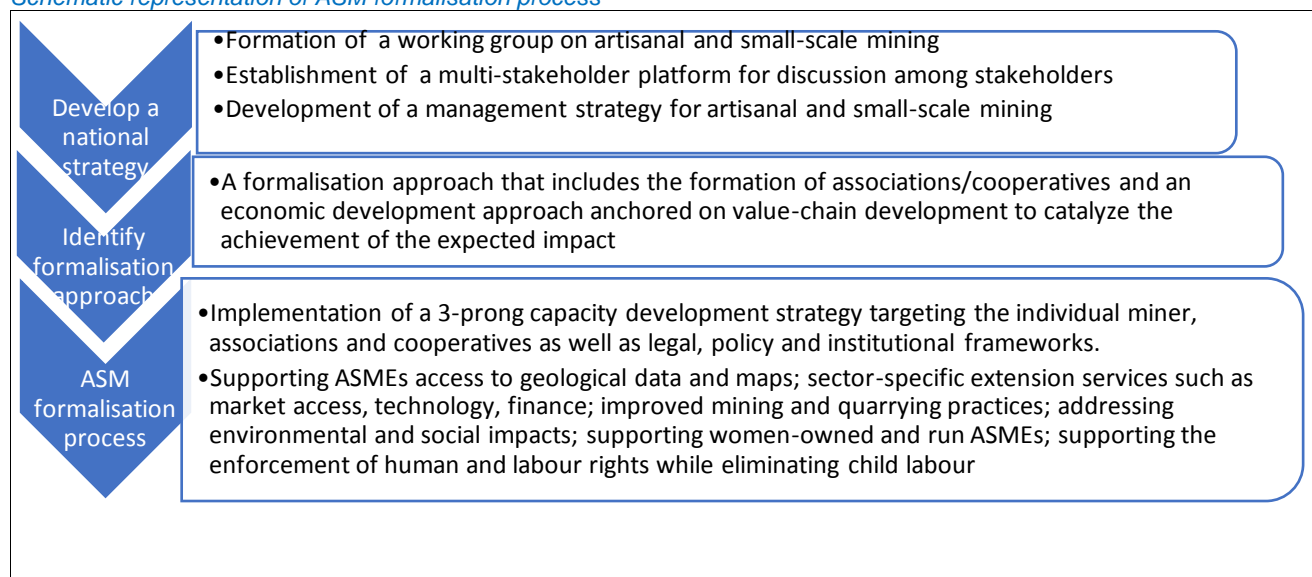 Schematic representation of ASM formalisation process
Develop a
national
strategy
•Formation of a working group on artisanal and small-scale mining
•Establishment of a multi-stakeholder platform for discussion among stakeholders
•Development of a management strategy for artisanal and small-scale mining
Identify
formalisation
approach
•A formalisation approach that includes the formation of associations/cooperatives and an
economic development approach anchored on value-chain development to catalyze the
achievement of the expected impact
ASM
formalisation
process
•Implementation of a 3-prong capacity development strategy targeting the individual miner,
associations and cooperatives as well as legal, policy and institutional frameworks.
•Supporting ASMEs access to geological data and maps; sector-specific extension services such as
market access, technology, finance; improved mining and quarrying practices; addressing
environmental and social impacts; supporting women-owned and run ASMEs; supporting the
enforcement of human and labour rights while eliminating child labour